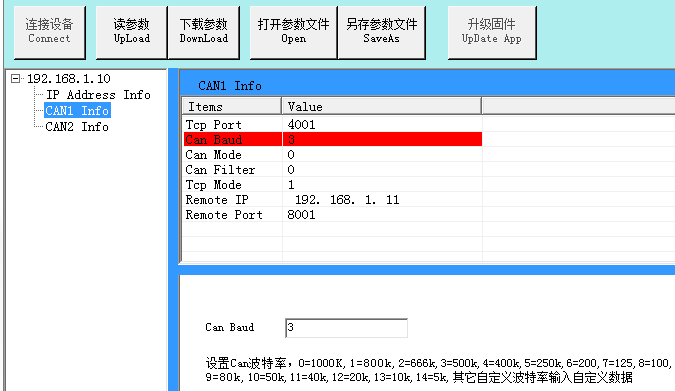 连接设备 读参数 下载参数 打开参数文件 另存参数文件 升级固件
Connect UpLoad DownLoad Open SaveAs UpDate App
192.168.1.10
IP Address Info
CAN1 Info
CAN2 Info
CAN1 Info
Items Value
Tcp Port 4001
Can Baud 3
Can Mode 0
Can Filter 0
Tcp Mode 1
Remote IP 192. 168. 1. 11
Remote Port 8001
Can Baud 3
设置Can波特率，0=1000K, 1=800k, 2=666k, 3=500k, 4=400k, 5=250k, 6=200, 7=125, 8=100,
9=80k, 10=50k, 11=40k, 12=20k, 13=10k, 14=5k, 其它自定义波特率输入自定义数据